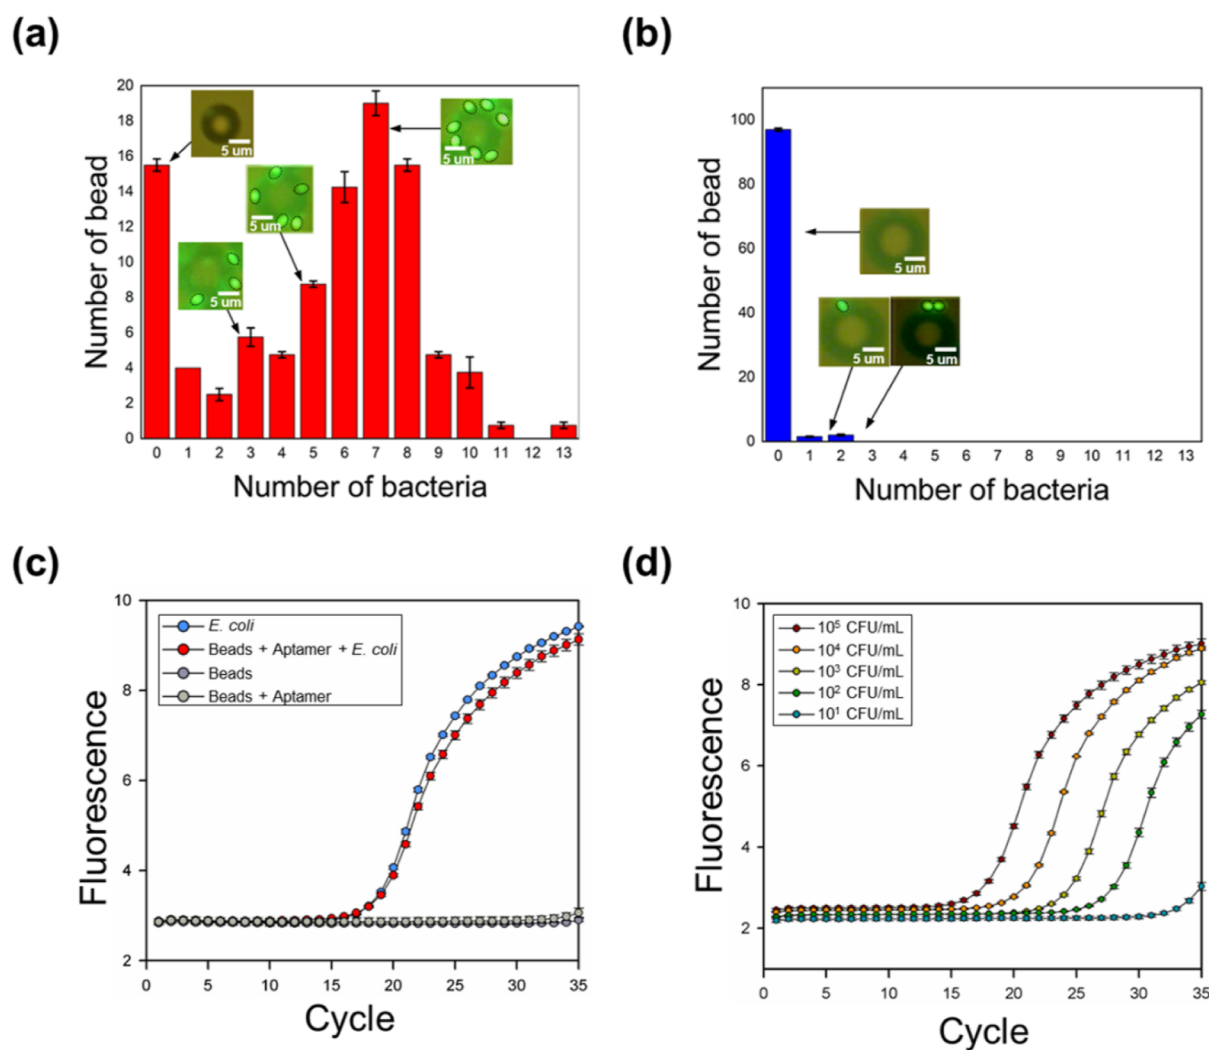 (a)
20
18
16
14
12
10
8
6
4
2
0
Number of bead
5 um
5 um
5 um
5 um
0 1 2 3 4 5 6 7 8 9 10 11 12 13
Number of bacteria
(b)
100
80
60
40
20
0
Number of bead
5 um
5 um
5 um
0 1 2 3 4 5 6 7 8 9 10 11 12 13
Number of bacteria
(c)
10
8
6
4
2
Fluorescence
E. coli
Beads + Aptamer + E. coli
Beads
Beads + Aptamer
0 5 10 15 20 25 30 35
Cycle
(d)
10
8
6
4
2
Fluorescence
10⁵ CFU/mL
10⁴ CFU/mL
10³ CFU/mL
10² CFU/mL
10¹ CFU/mL
0 5 10 15 20 25 30 35
Cycle